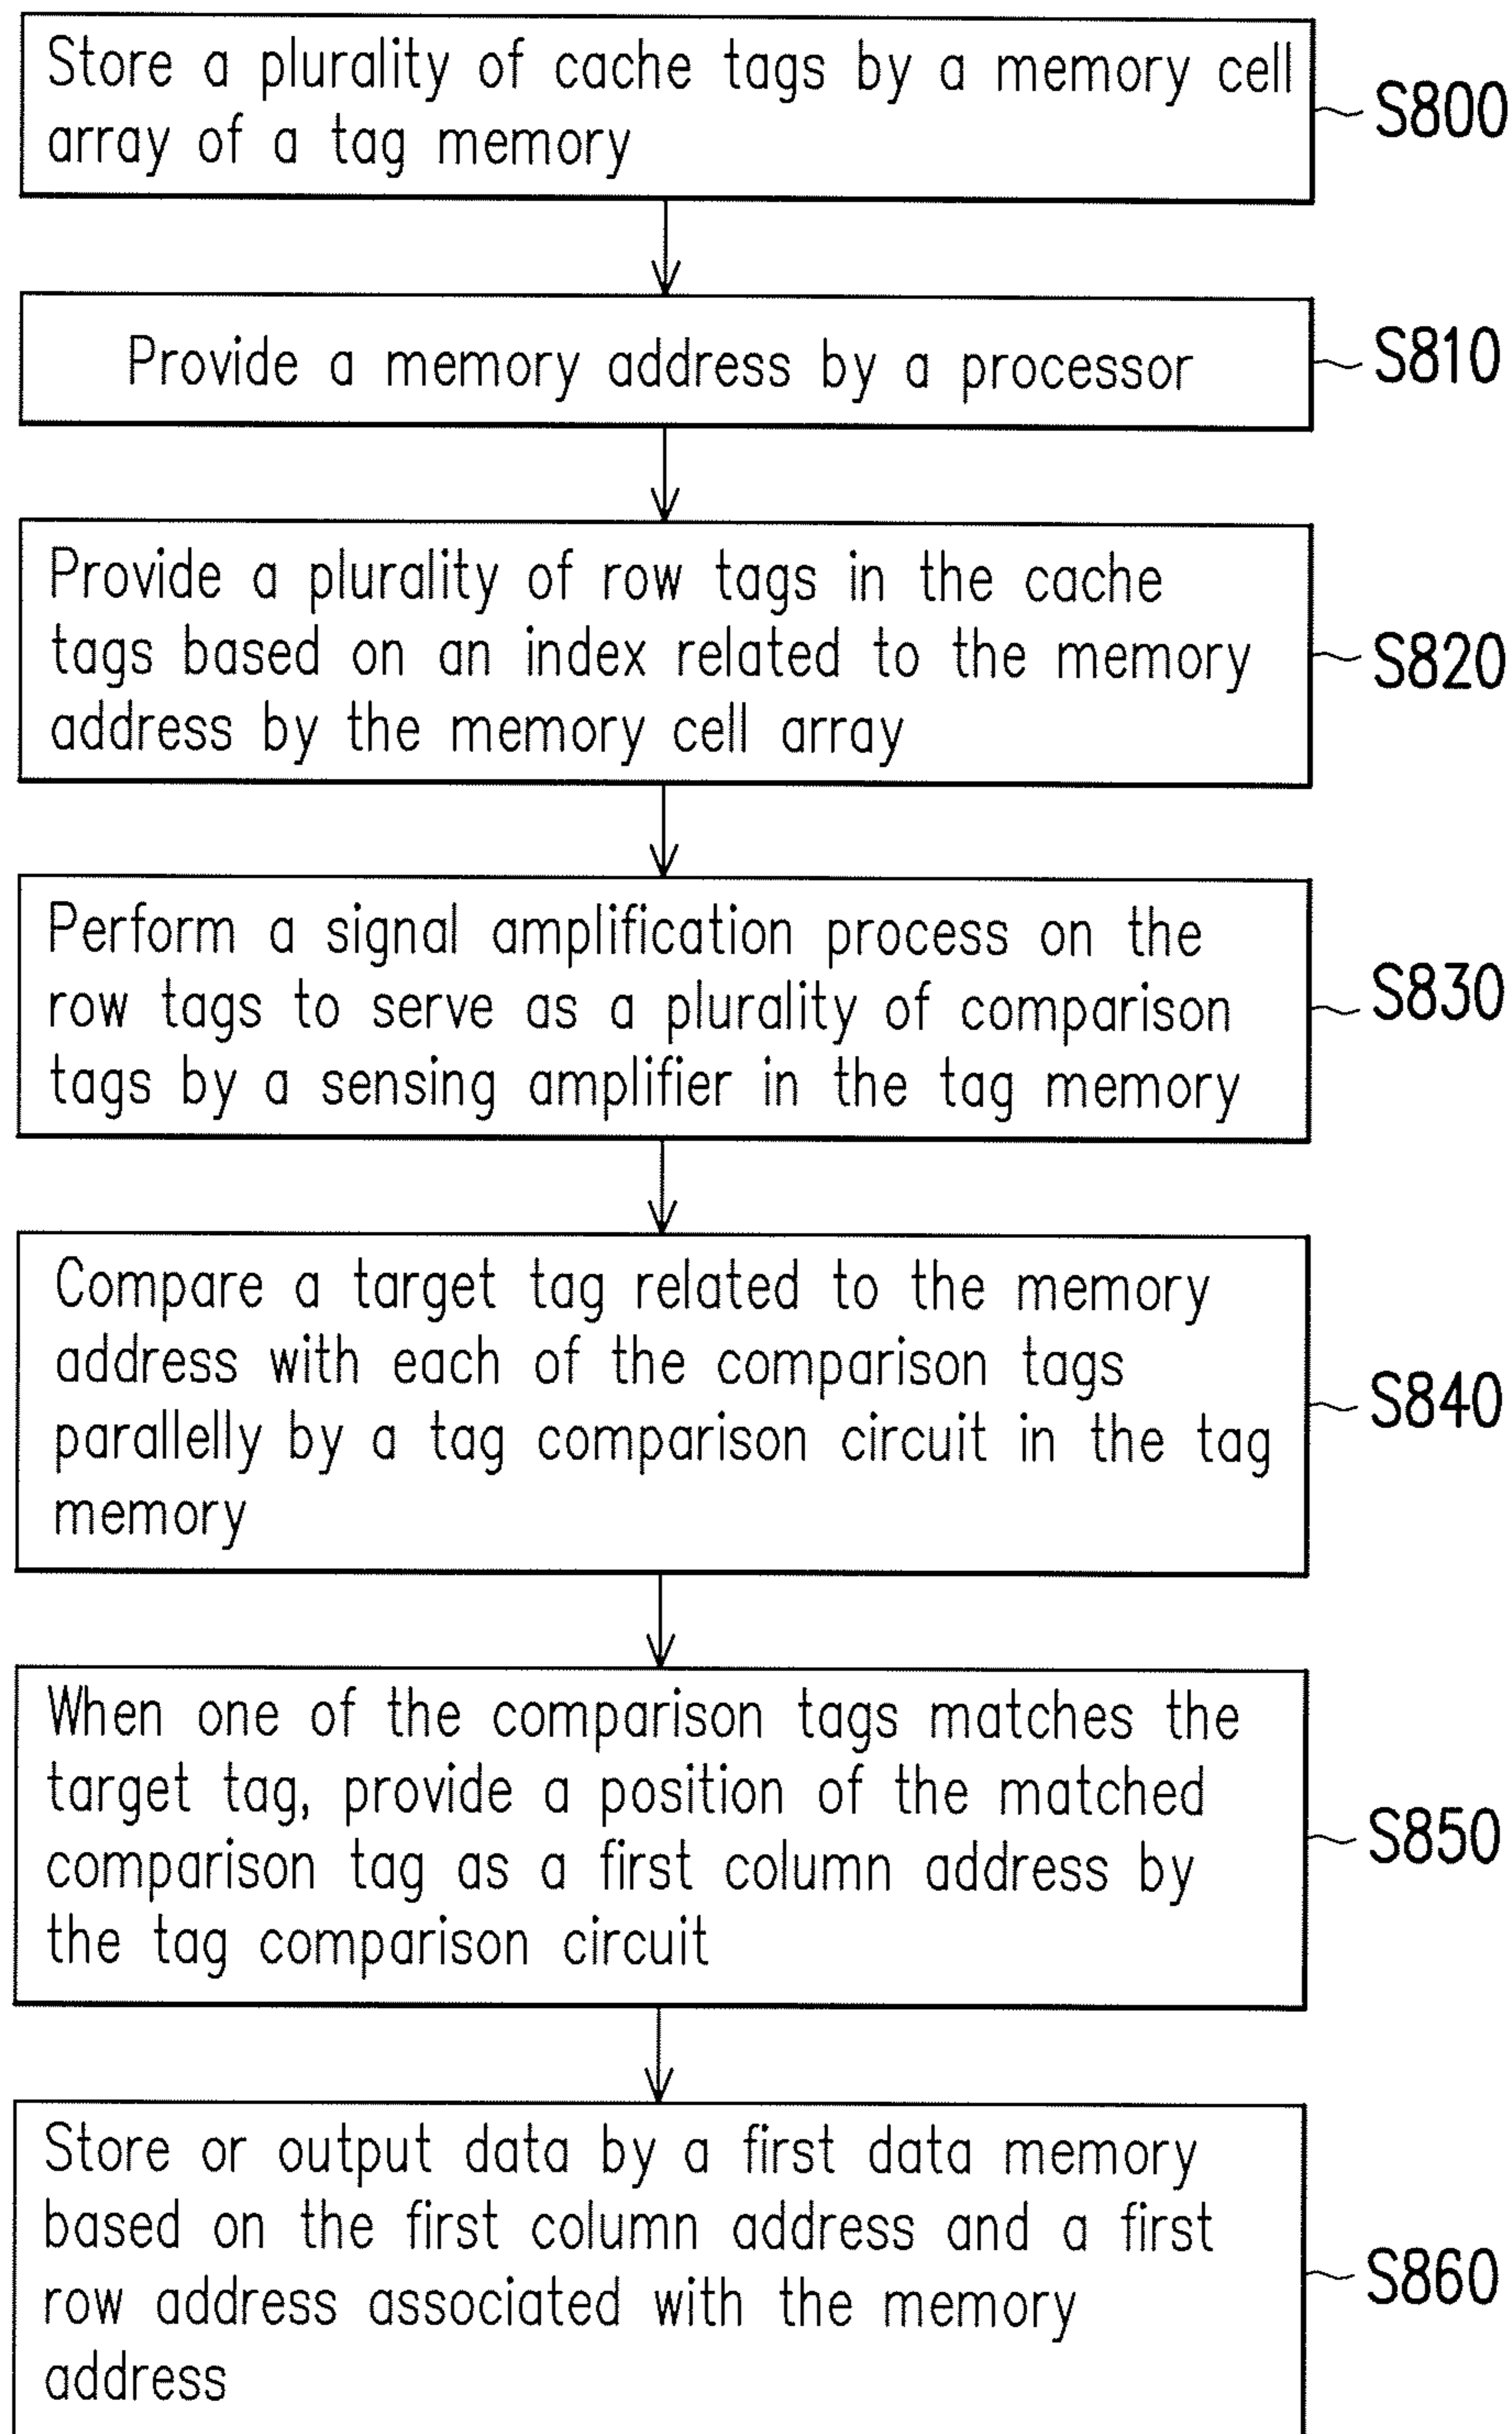 Store a plurality of cache tags by a memory cell
array of a tag memory
S800
Provide a memory address by a processor
S810
Provide a plurality of row tags in the cache
tags based on an index related to the memory
address by the memory cell array
S820
Perform a signal amplification process on the
row tags to serve as a plurality of comparison
tags by a sensing amplifier in the tag memory
S830
Compare a target tag related to the memory
address with each of the comparison tags
parallelly by a tag comparison circuit in the tag
memory
S840
When one of the comparison tags matches the
target tag, provide a position of the matched
comparison tag as a first column address by
the tag comparison circuit
S850
Store or output data by a first data memory
based on the first column address and a first
row address associated with the memory
address
S860